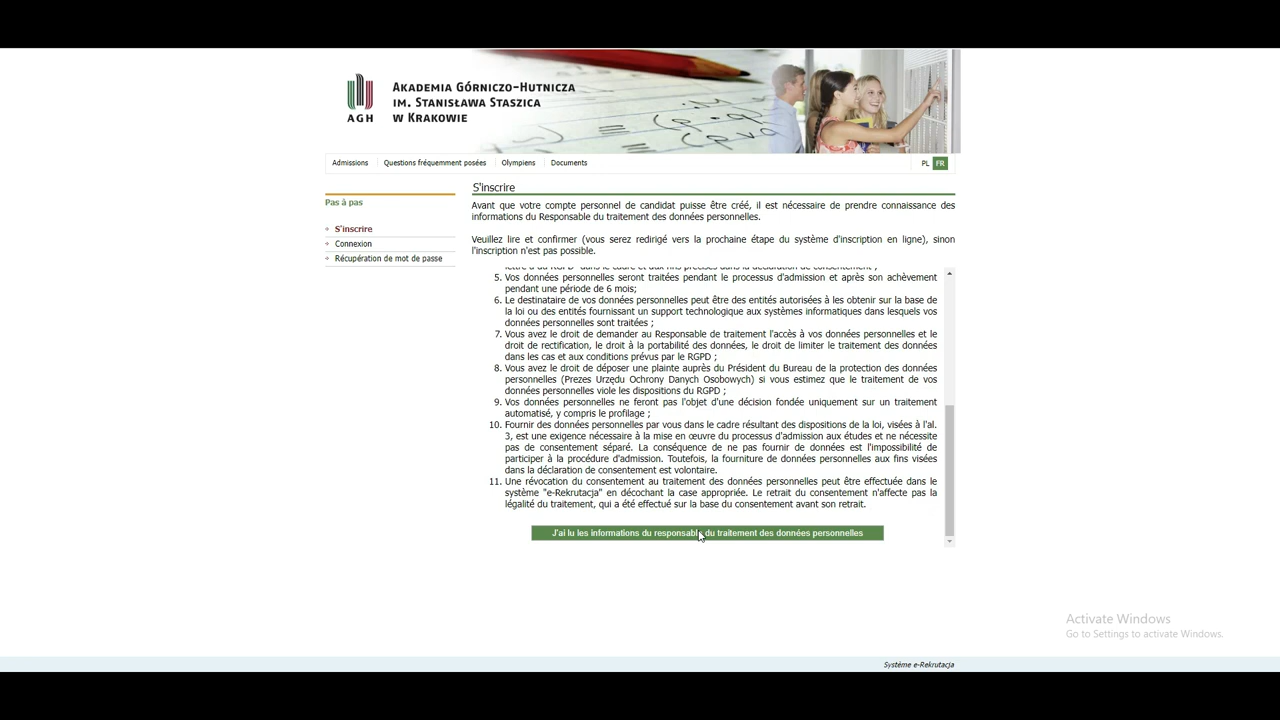 AKADEMIA GÓRNICZO-HUTNICZA
IM. STANISŁAWA STASZICA
W KRAKOWIE
AGH
Admissions
Questions fréquemment posées
Olympiens
Documents
PL
FR
Pas à pas
S'inscrire
Connexion
Récupération de mot de passe
S'inscrire
Avant que votre compte personnel de candidat puisse être créé, il est nécessaire de prendre connaissance des
informations du Responsable du traitement des données personnelles.
Veuillez lire et confirmer (vous serez redirigé vers la prochaine étape du système d'inscription en ligne), sinon
l'inscription n'est pas possible.
lettre a du RGPD dans le cadre et aux fins précisés dans la déclaration de consentement ;
5. Vos données personnelles seront traitées pendant le processus d'admission et après son achèvement
pendant une période de 6 mois;
6. Le destinataire de vos données personnelles peut être des entités autorisées à les obtenir sur la base de
la loi ou des entités fournissant un support technologique aux systèmes informatiques dans lesquels vos
données personnelles sont traitées ;
7. Vous avez le droit de demander au Responsable de traitement l'accès à vos données personnelles et le
droit de rectification, le droit à la portabilité des données, le droit de limiter le traitement des données
dans les cas et aux conditions prévus par le RGPD ;
8. Vous avez le droit de déposer une plainte auprès du Président du Bureau de la protection des données
personnelles (Prezes Urzędu Ochrony Danych Osobowych) si vous estimez que le traitement de vos
données personnelles viole les dispositions du RGPD ;
9. Vos données personnelles ne feront pas l'objet d'une décision fondée uniquement sur un traitement
automatisé, y compris le profilage ;
10. Fournir des données personnelles par vous dans le cadre résultant des dispositions de la loi, visées à l'al.
3, est une exigence nécessaire à la mise en œuvre du processus d'admission aux études et ne nécessite
pas de consentement séparé. La conséquence de ne pas fournir de données est l'impossibilité de
participer à la procédure d'admission. Toutefois, la fourniture de données personnelles aux fins visées
dans la déclaration de consentement est volontaire.
11. Une révocation du consentement au traitement des données personnelles peut être effectuée dans le
système "e-Rekrutacja" en décochant la case appropriée. Le retrait du consentement n'affecte pas la
légalité du traitement, qui a été effectué sur la base du consentement avant son retrait.
J'ai lu les informations du responsable du traitement des données personnelles
Activate Windows
Go to Settings to activate Windows.
Système e-Rekrutacja